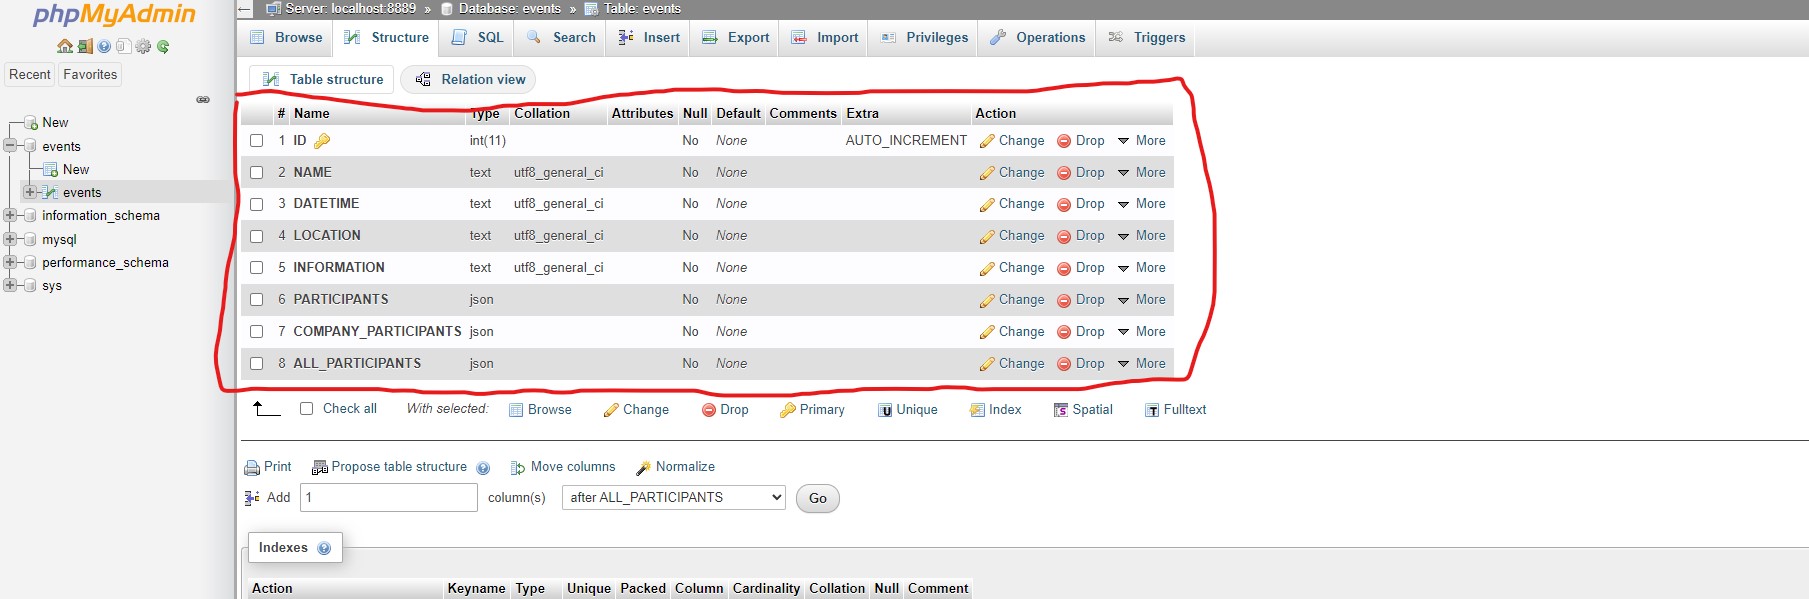 phpMyAdmin
Recent Favorites
New
events
New
events
information_schema
mysql
performance_schema
sys
Server: localhost:8889 » Database: events » Table: events
Browse Structure SQL Search Insert Export Import Privileges Operations Triggers
Table structure Relation view
# Name Type Collation Attributes Null Default Comments Extra Action
1 ID int(11) No None AUTO_INCREMENT Change Drop More
2 NAME text utf8_general_ci No None Change Drop More
3 DATETIME text utf8_general_ci No None Change Drop More
4 LOCATION text utf8_general_ci No None Change Drop More
5 INFORMATION text utf8_general_ci No None Change Drop More
6 PARTICIPANTS json No None Change Drop More
7 COMPANY_PARTICIPANTS json No None Change Drop More
8 ALL_PARTICIPANTS json No None Change Drop More
Check all With selected: Browse Change Drop Primary Unique Index Spatial Fulltext
Print Propose table structure Move columns Normalize
Add 1 column(s) after ALL_PARTICIPANTS Go
Indexes
Action Keyname Type Unique Packed Column Cardinality Collation Null Comment